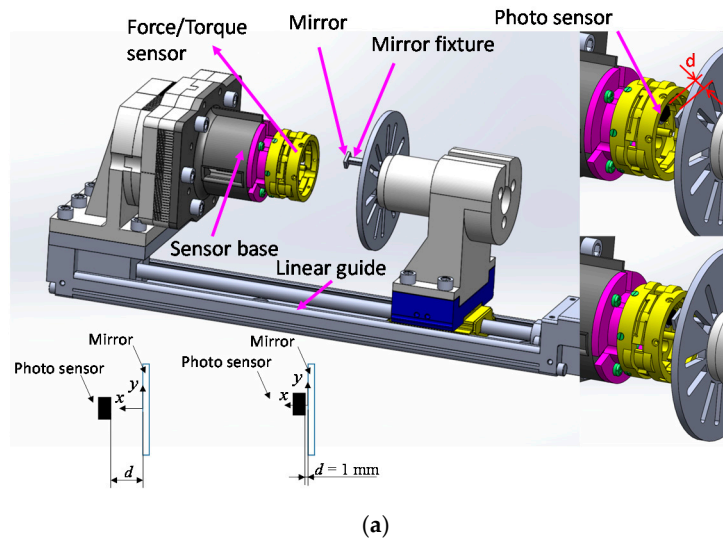 Force/Torque
sensor
Mirror
Mirror fixture
Photo sensor
d
Sensor base
Linear guide
Mirror
Photo sensor
y
x
d
Mirror
Photo sensor
y
x
d = 1 mm
(a)